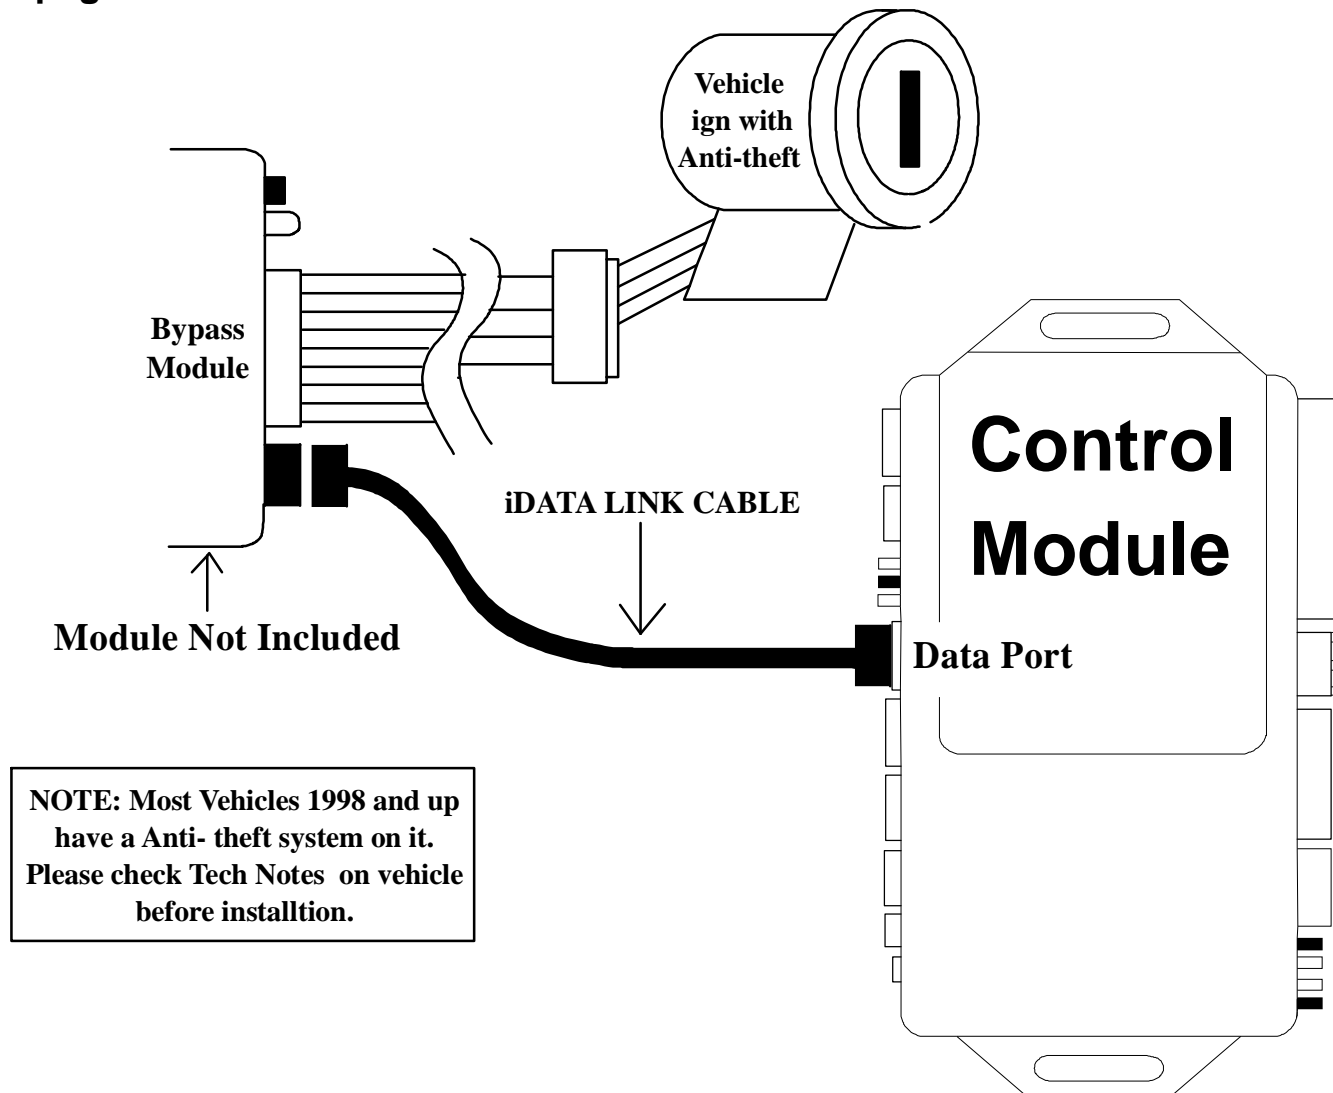 Vehicle
ign with
Anti-theft
Bypass
Module
Control
Module
iDATA LINK CABLE
Module Not Included
Data Port
NOTE: Most Vehicles 1998 and up
have a Anti- theft system on it.
Please check Tech Notes on vehicle
before installtion.